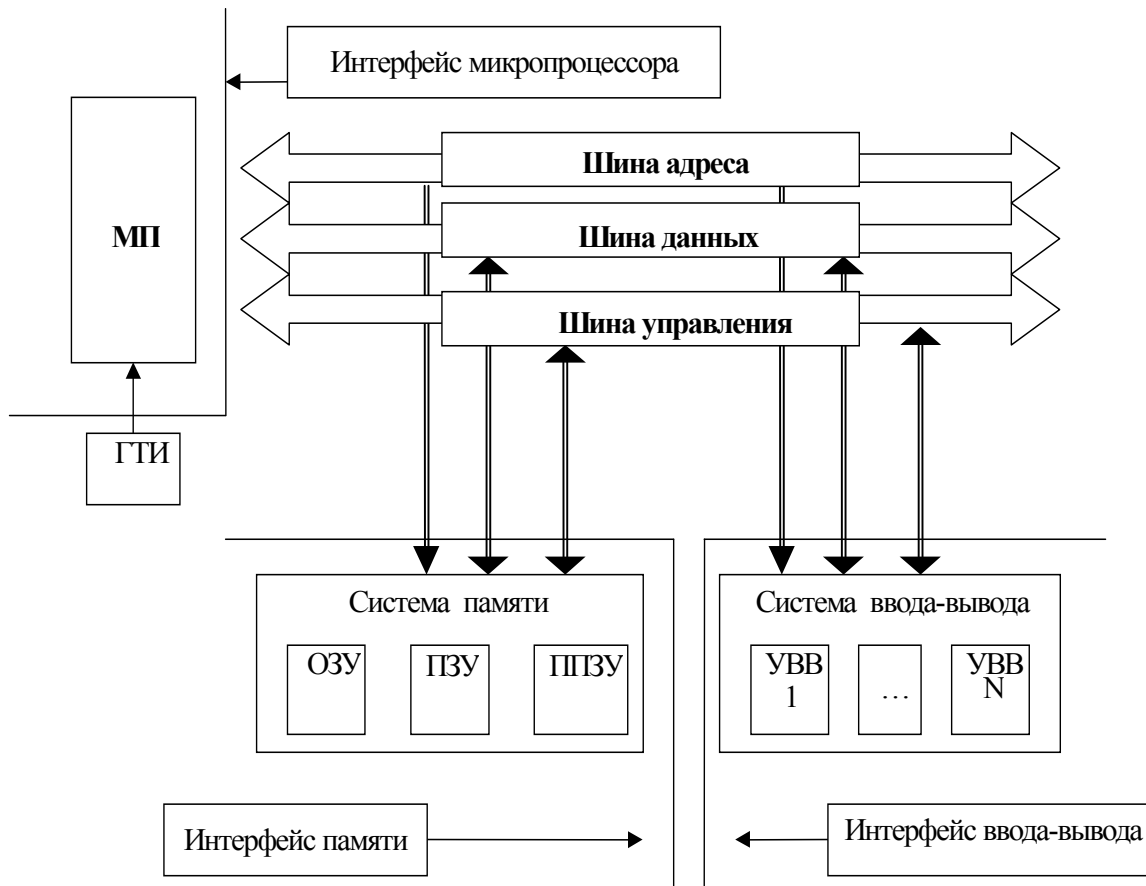 Интерфейс микропроцессора
Шина адреса
МП
Шина данных
Шина управления
ГТИ
Система памяти
ОЗУ
ПЗУ
ППЗУ
Система ввода-вывода
УВВ
1
…
УВВ
N
Интерфейс памяти
Интерфейс ввода-вывода